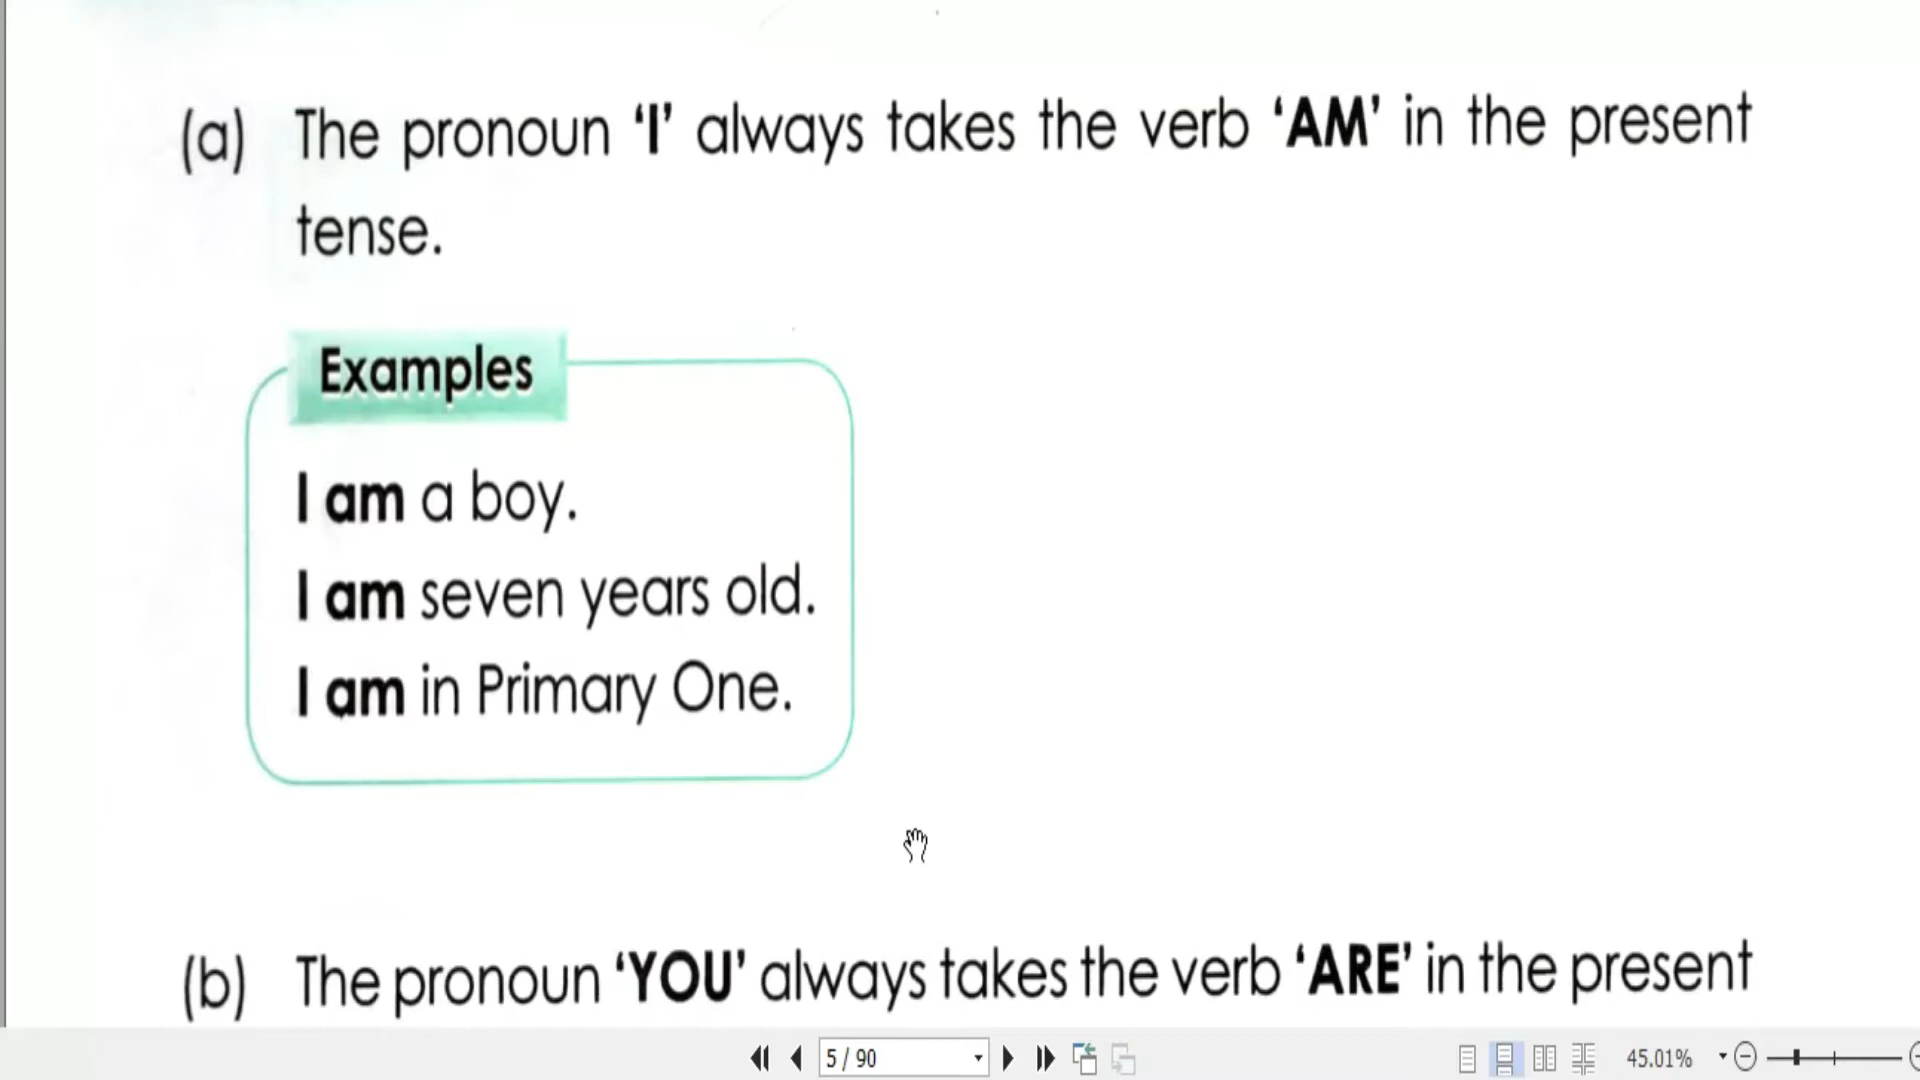 (a) The pronoun ‘I’ always takes the verb ‘AM’ in the present
tense.
Examples
I am a boy.
I am seven years old.
I am in Primary One.
(b) The pronoun ‘YOU’ always takes the verb ‘ARE’ in the present
5 / 90
45.01%